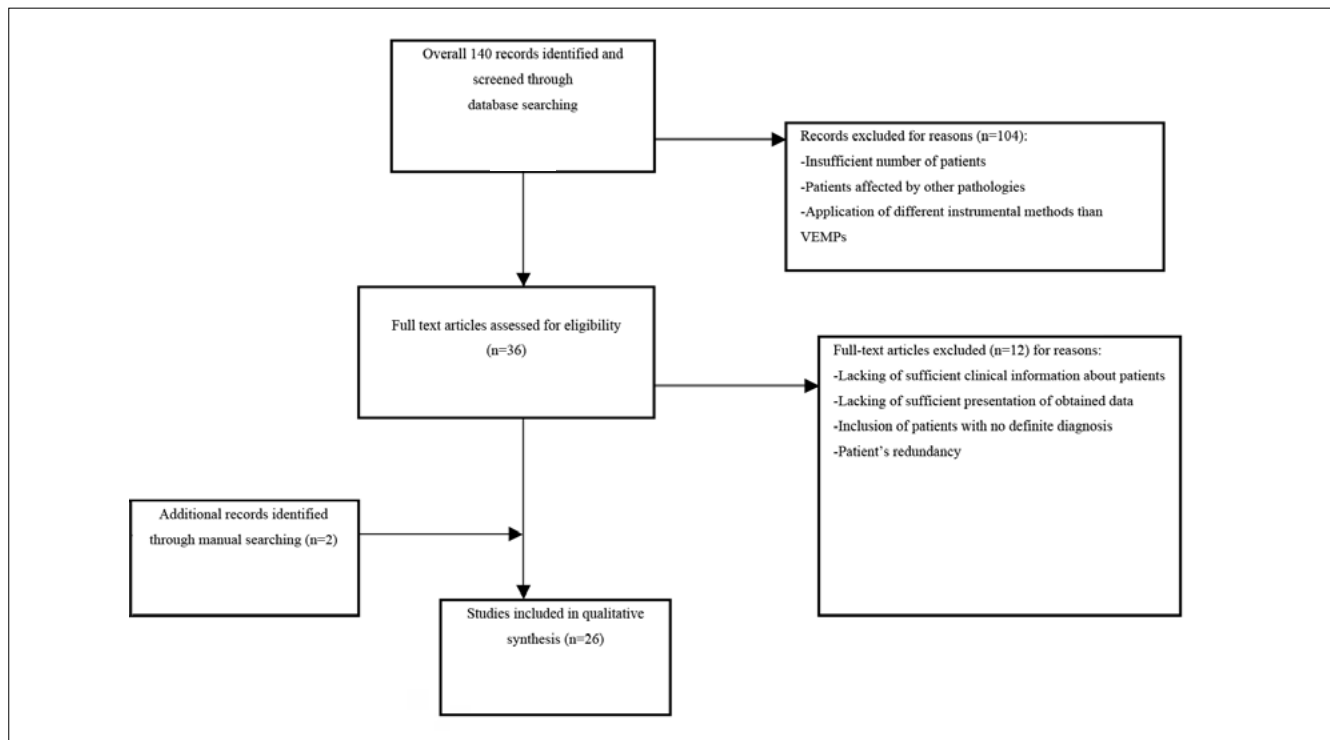 Overall 140 records identified and
screened through
database searching
Records excluded for reasons (n=104):
-Insufficient number of patients
-Patients affected by other pathologies
-Application of different instrumental methods than
VEMPs
Full text articles assessed for eligibility
(n=36)
Full-text articles excluded (n=12) for reasons:
-Lacking of sufficient clinical information about patients
-Lacking of sufficient presentation of obtained data
-Inclusion of patients with no definite diagnosis
-Patient’s redundancy
Additional records identified
through manual searching (n=2)
Studies included in qualitative
synthesis (n=26)